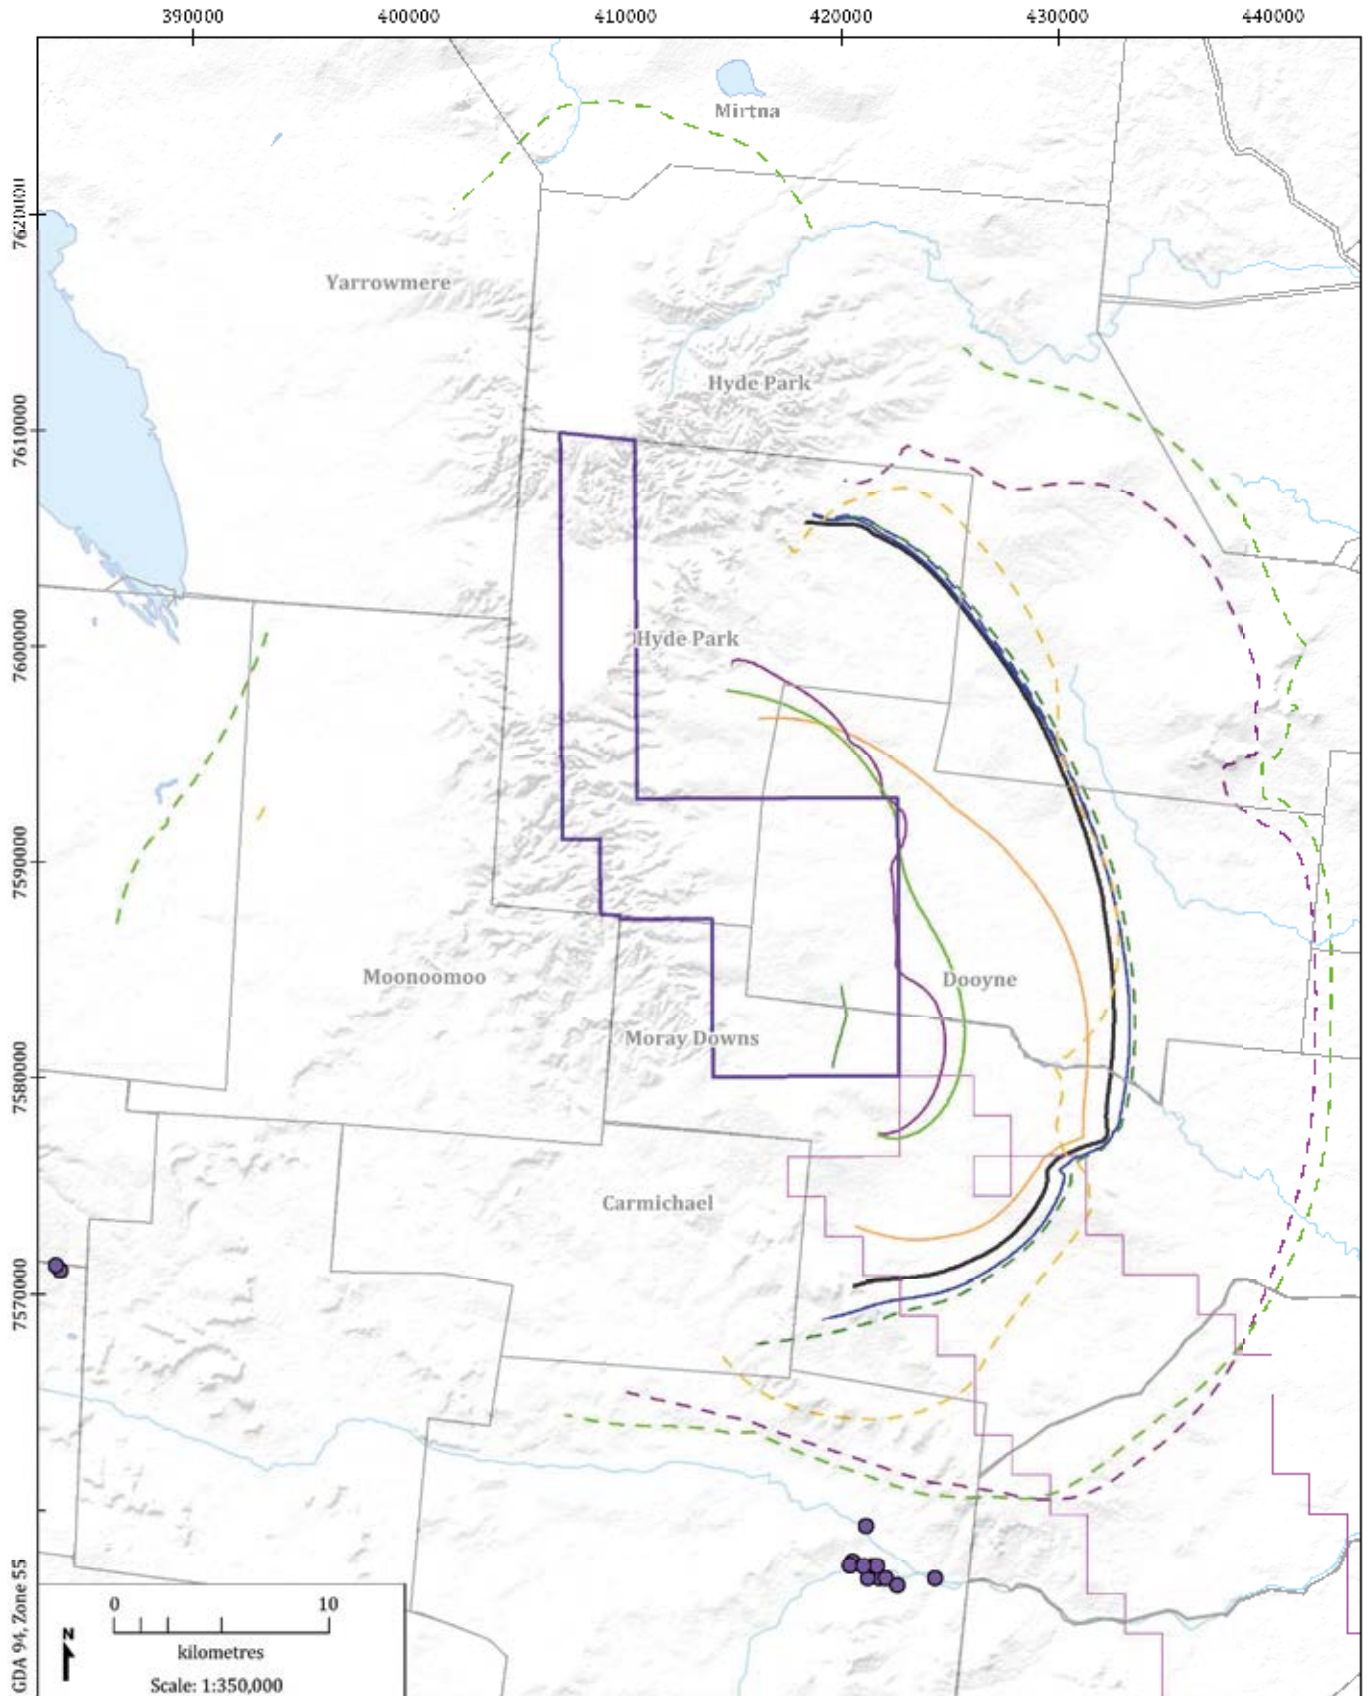 390000 400000 410000 420000 430000 440000
Mirtna
7620000
Yarrowmere
Hyde Park
7610000
Hyde Park
7600000
7590000
Moonoomoo
Dooyne
Moray Downs
7580000
Carmichael
7570000
GDA 94, Zone 55
0 10
N
kilometres
Scale: 1:350,000